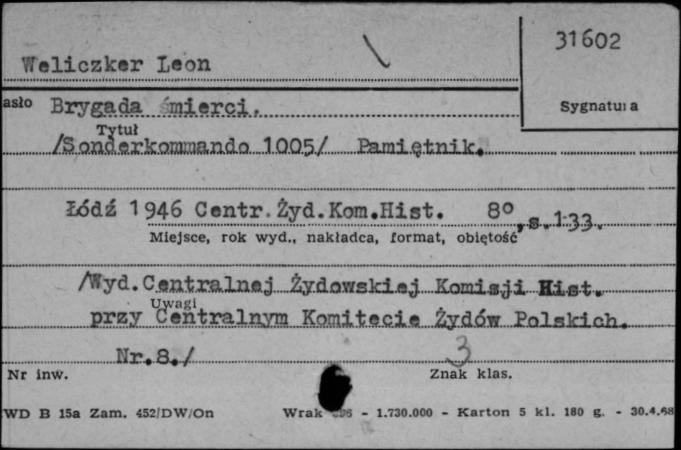 31602
Weliczker Leon
asło Brygada śmierci. Sygnatura
Tytuł
/Sonderkommando 1005/ Pamiętnik.
Łódź 1946 Centr.Żyd.Kom.Hist. 8°, s.133.
Miejsce, rok wyd., nakładca, format, objętość
/Wyd.Centralnej Żydowskiej Komisji Hist.
Uwagi
przy Centralnym Komitecie Żydów Polskich.
Nr.8./ 3
Nr inw. Znak klas.
WD B 15a Zam. 452/DW/On Wrak - 1.730.000 - Karton 5 kl. 180 g. - 30.4.68